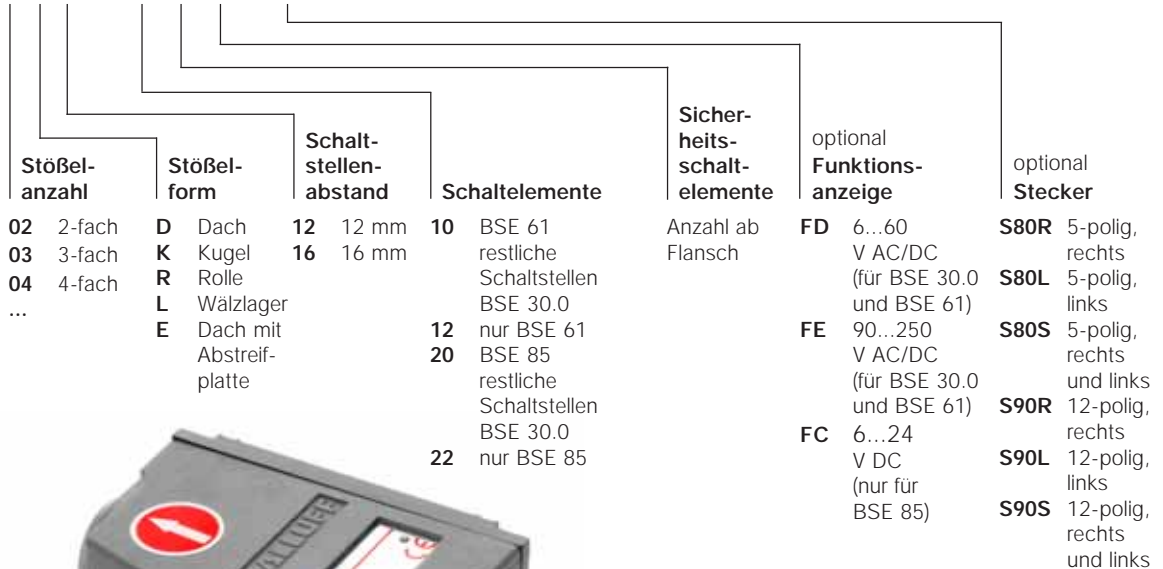 Stößel-
anzahl
02 2-fach
03 3-fach
04 4-fach
...
Stößel-
form
D Dach
K Kugel
R Rolle
L Wälzlager
E Dach mit
Abstreif-
platte
Schalt-
stellen-
abstand
12 12 mm
16 16 mm
Schaltelemente
10 BSE 61
restliche
Schaltstellen
BSE 30.0
12 nur BSE 61
20 BSE 85
restliche
Schaltstellen
BSE 30.0
22 nur BSE 85
Sicher-
heits-
schalt-
elemente
Anzahl ab
Flansch
optional
Funktions-
anzeige
FD 6...60
V AC/DC
(für BSE 30.0
und BSE 61)
FE 90...250
V AC/DC
(für BSE 30.0
und BSE 61)
FC 6...24
V DC
(nur für
BSE 85)
optional
Stecker
S80R 5-polig,
rechts
S80L 5-polig,
links
S80S 5-polig,
rechts
und links
S90R 12-polig,
rechts
S90L 12-polig,
links
S90S 12-polig,
rechts
und links
CE